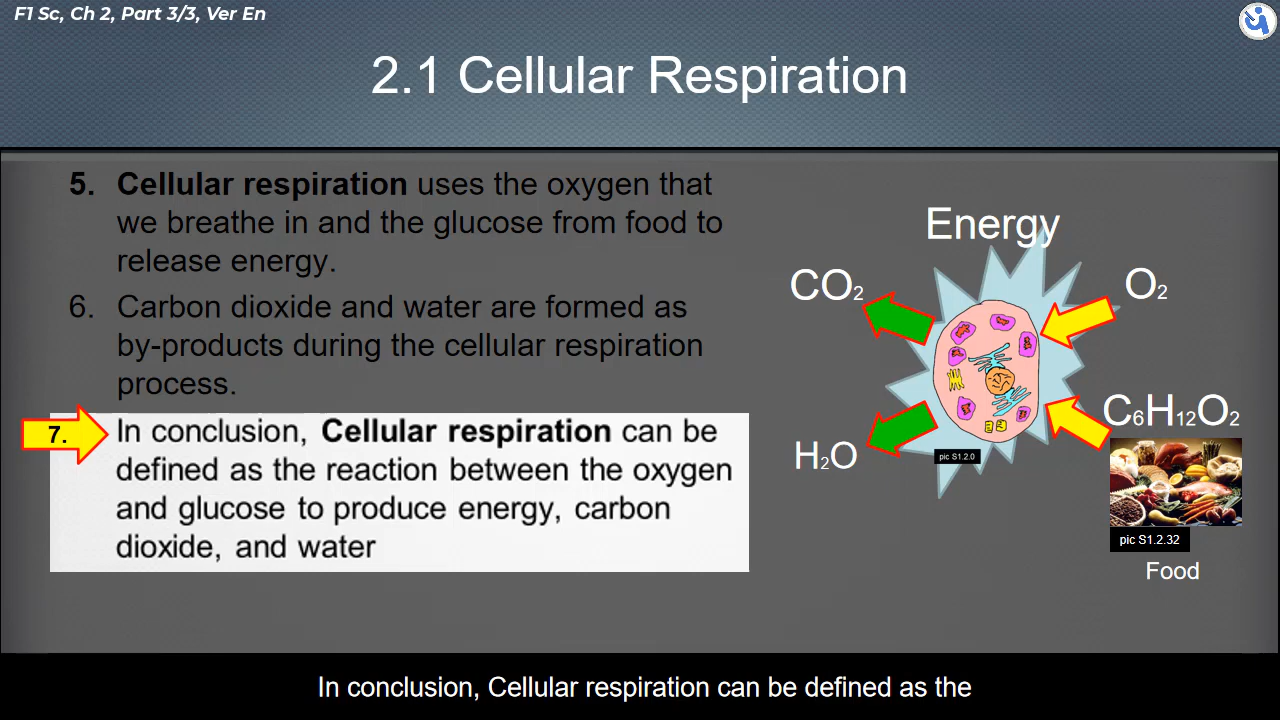 F1 Sc, Ch 2, Part 3/3, Ver En
2.1 Cellular Respiration
5. Cellular respiration uses the oxygen that
we breathe in and the glucose from food to
release energy.
6. Carbon dioxide and water are formed as
by-products during the cellular respiration
process.
7. In conclusion, Cellular respiration can be
defined as the reaction between the oxygen
and glucose to produce energy, carbon
dioxide, and water
Energy
CO₂
O₂
H₂O
C₆H₁₂O₂
pic S1.2.0
pic S1.2.32
Food
In conclusion, Cellular respiration can be defined as the